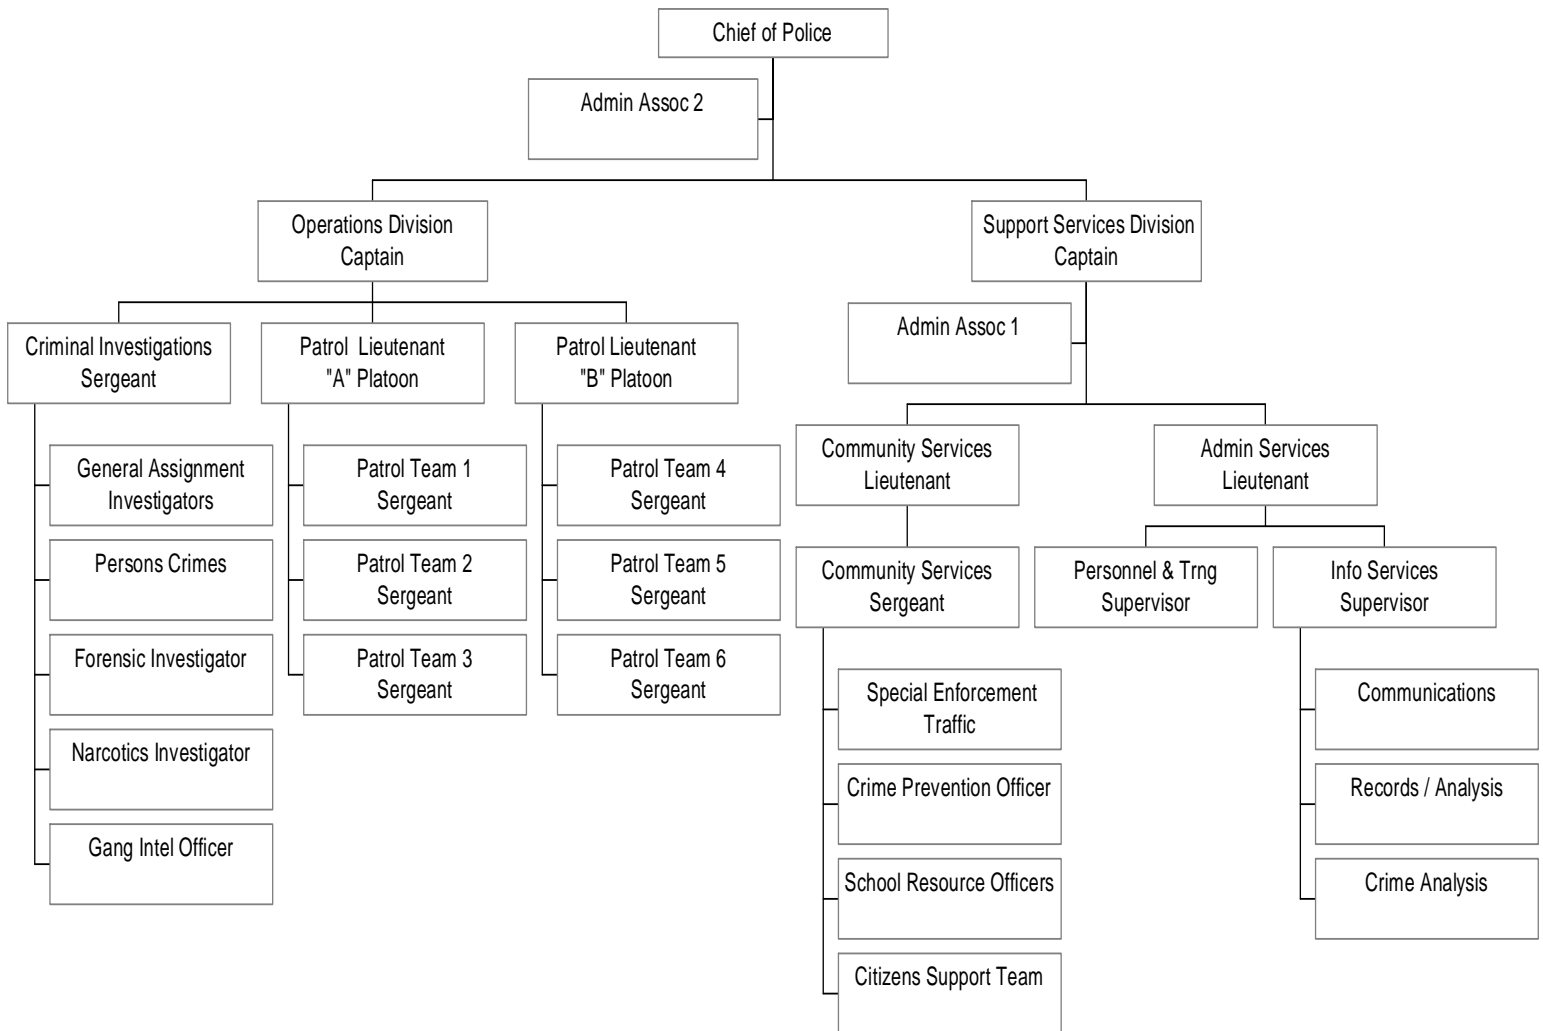 Chief of Police
Admin Assoc 2
Operations Division
Captain
Support Services Division
Captain
Admin Assoc 1
Criminal Investigations
Sergeant
Patrol Lieutenant
"A" Platoon
Patrol Lieutenant
"B" Platoon
General Assignment
Investigators
Persons Crimes
Forensic Investigator
Narcotics Investigator
Gang Intel Officer
Patrol Team 1
Sergeant
Patrol Team 2
Sergeant
Patrol Team 3
Sergeant
Patrol Team 4
Sergeant
Patrol Team 5
Sergeant
Patrol Team 6
Sergeant
Community Services
Lieutenant
Admin Services
Lieutenant
Community Services
Sergeant
Personnel & Trng
Supervisor
Info Services
Supervisor
Special Enforcement
Traffic
Crime Prevention Officer
School Resource Officers
Citizens Support Team
Communications
Records / Analysis
Crime Analysis